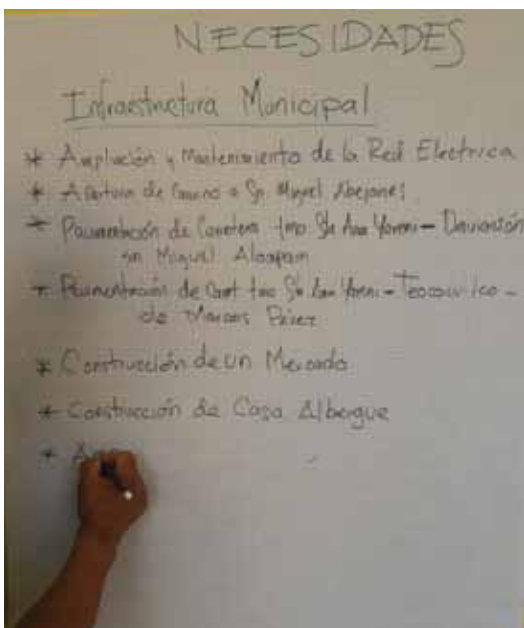 NECESIDADES
Infraestructura Municipal
* Ampliación y Mantenimiento de la Red Electrica
* Apertura de Camino a Sn. Miguel Abejones
* Pavimentación de Carretera tmo Sta Ana Yareni - Desviación
Sn Miguel Aloapam
* Pavimentación de Carret tmo Sta Ana Yareni - Teococuilco -
de Marcos Pérez
* Construcción de un Mercado
* Construcción de Casa Albergue
*